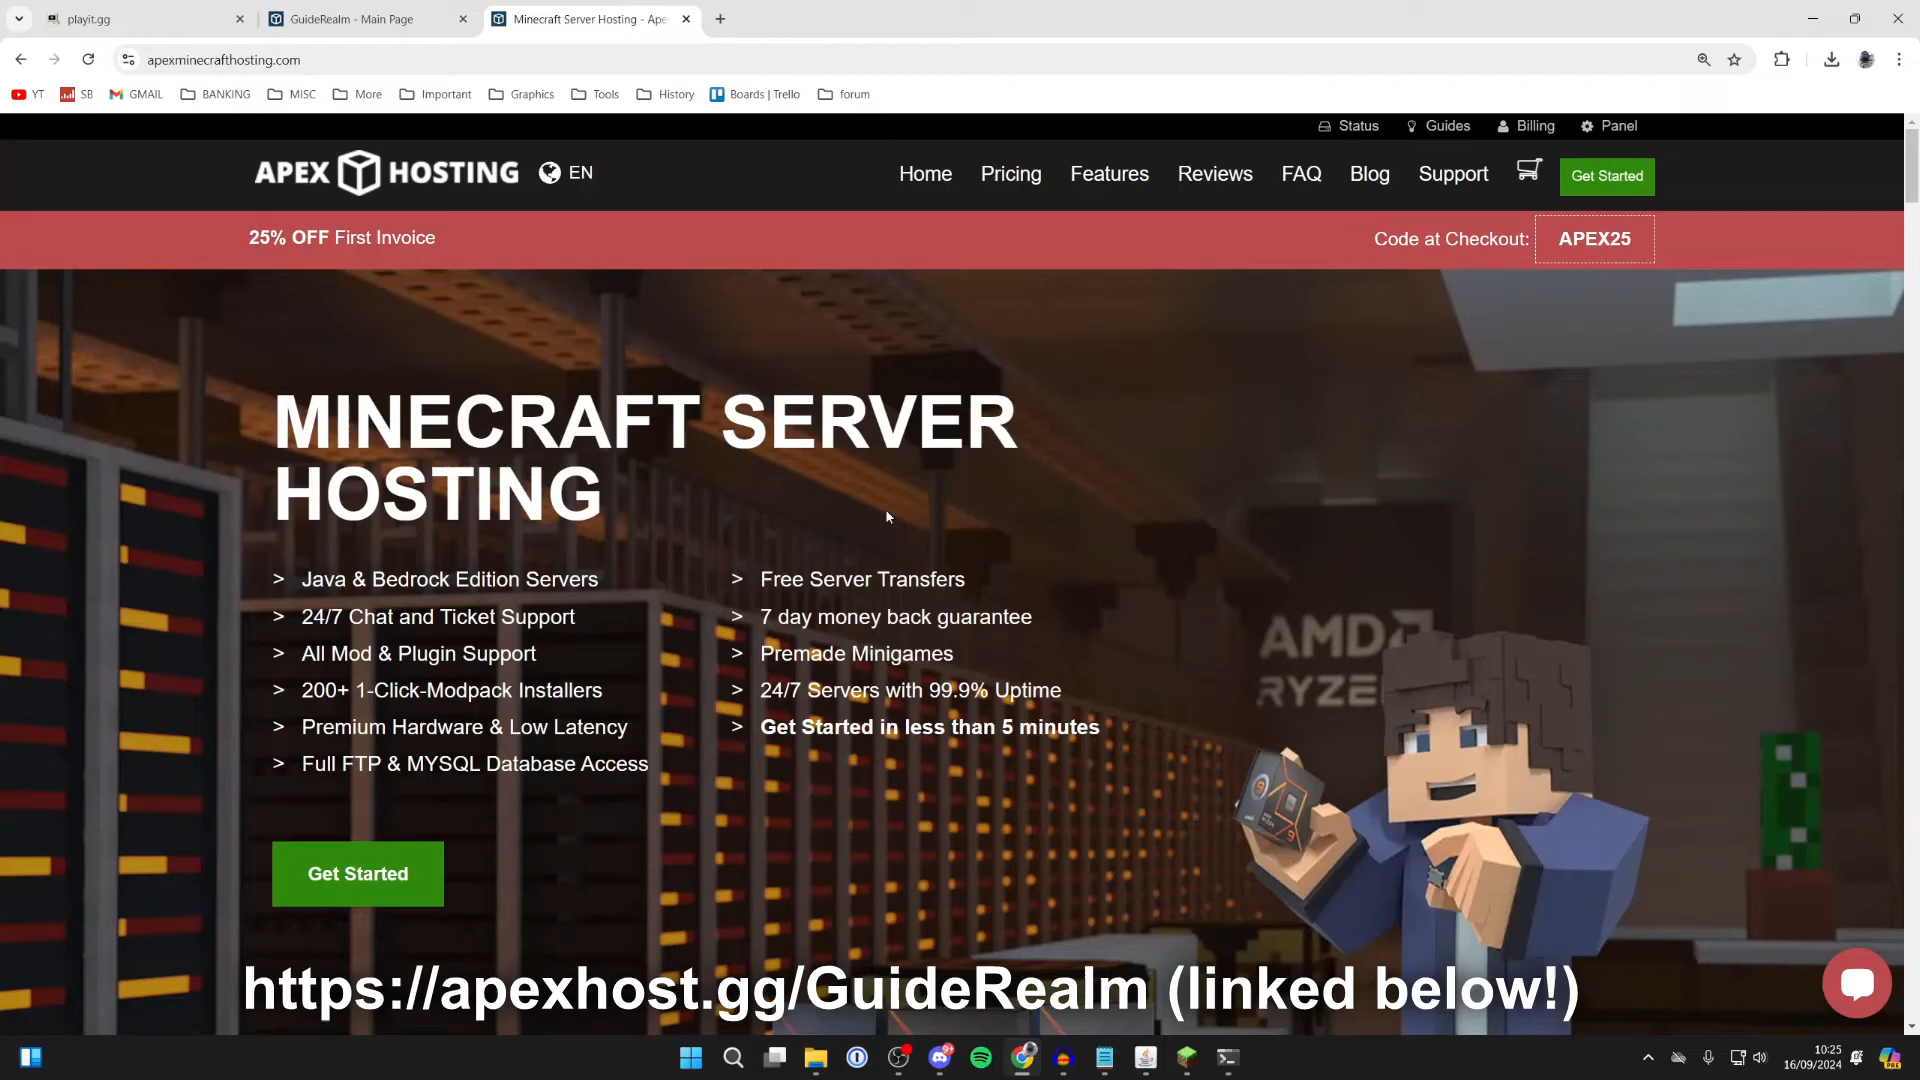 playit.gg
GuideRealm - Main Page
Minecraft Server Hosting - Ape
apexminecrafthosting.com
YT
SB
GMAIL
BANKING
MISC
More
Important
Graphics
Tools
History
Boards | Trello
forum
Status
Guides
Billing
Panel
APEX HOSTING
EN
Home
Pricing
Features
Reviews
FAQ
Blog
Support
Get Started
25% OFF First Invoice
Code at Checkout:
APEX25
MINECRAFT SERVER
HOSTING
> Java & Bedrock Edition Servers
> 24/7 Chat and Ticket Support
> All Mod & Plugin Support
> 200+ 1-Click-Modpack Installers
> Premium Hardware & Low Latency
> Full FTP & MYSQL Database Access
> Free Server Transfers
> 7 day money back guarantee
> Premade Minigames
> 24/7 Servers with 99.9% Uptime
> Get Started in less than 5 minutes
AMD
RYZE
9
9
Get Started
https://apexhost.gg/GuideRealm (linked below!)
9+
10:25
16/09/2024
PRE